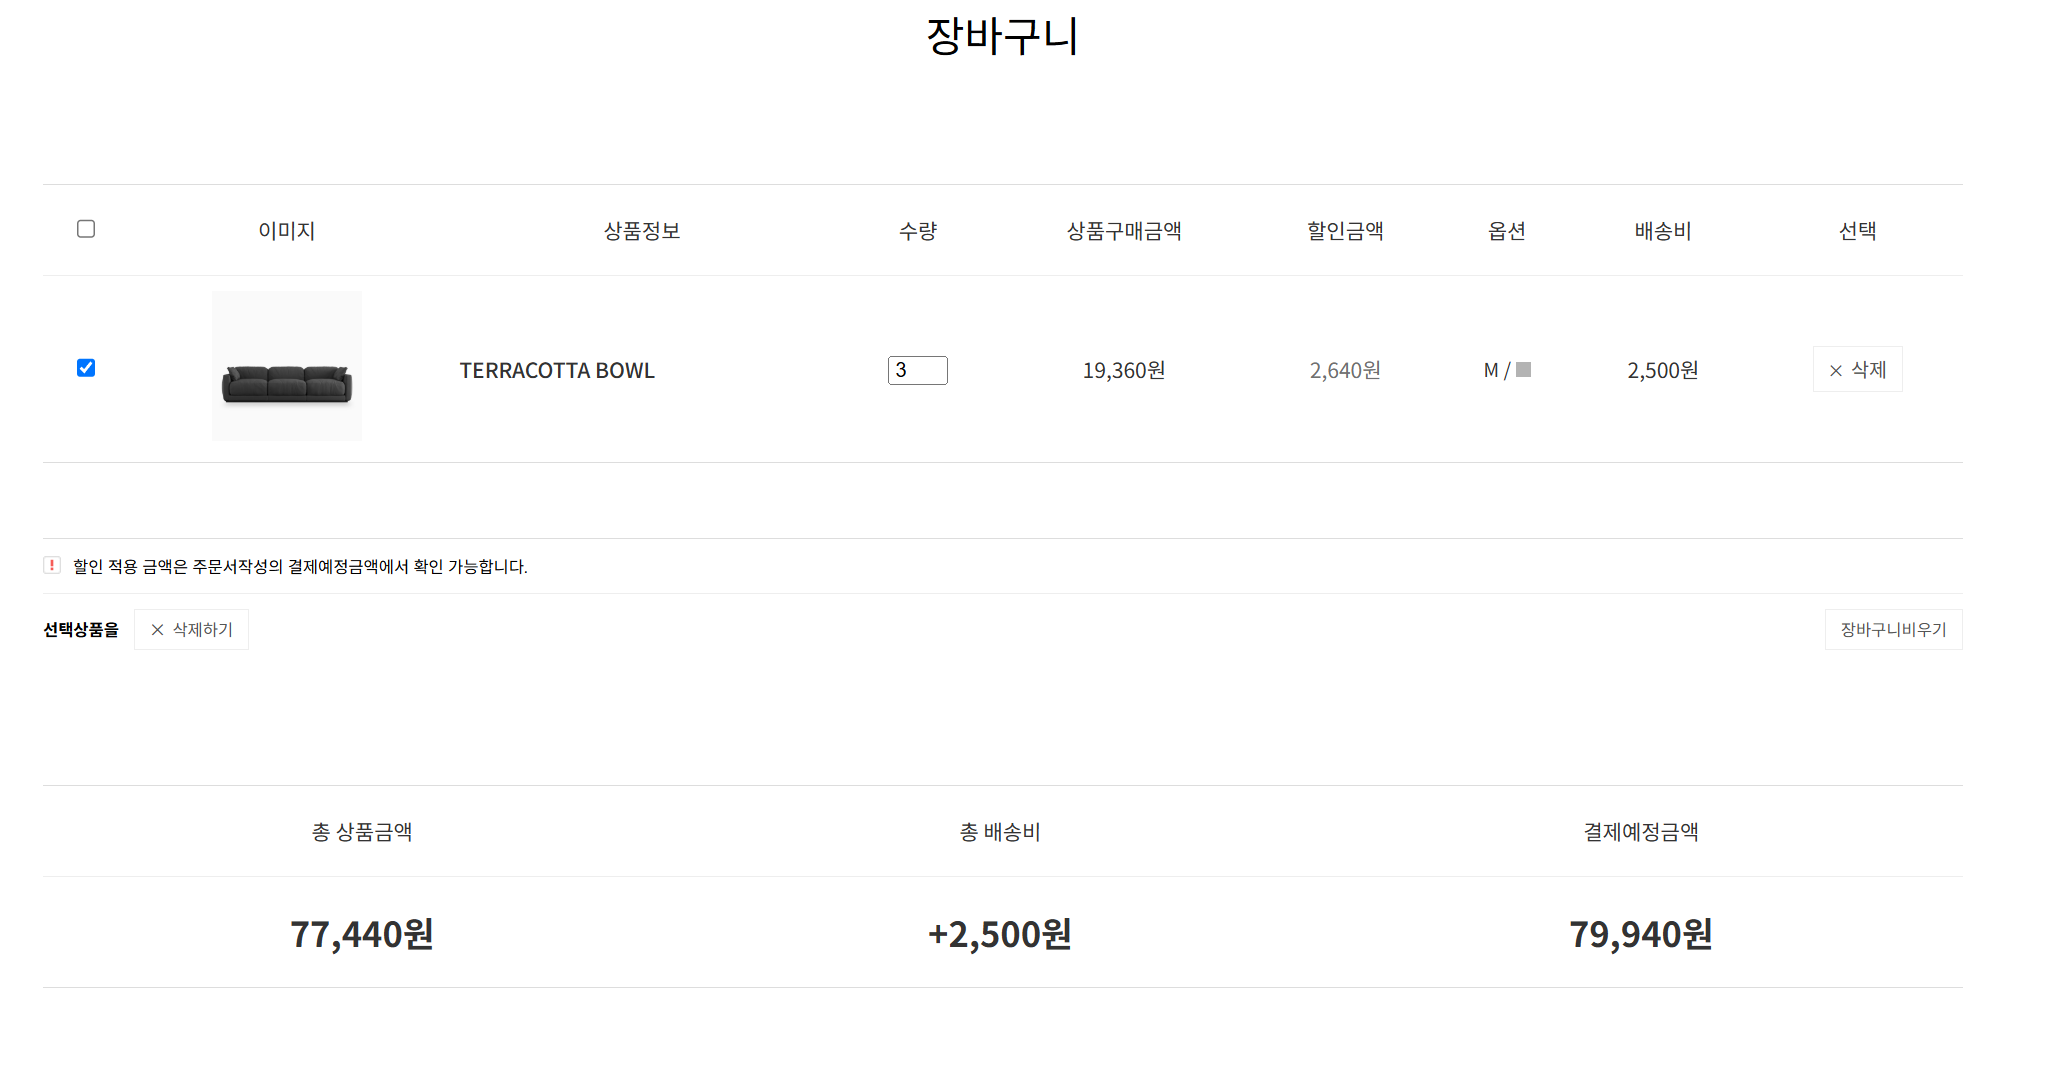 장바구니
이미지 상품정보 수량 상품구매금액 할인금액 옵션 배송비 선택
TERRACOTTA BOWL 3 19,360원 2,640원 M / 2,500원 × 삭제
! 할인 적용 금액은 주문서작성의 결제예정금액에서 확인 가능합니다.
선택상품을 × 삭제하기 장바구니비우기
총 상품금액 총 배송비 결제예정금액
77,440원 +2,500원 79,940원